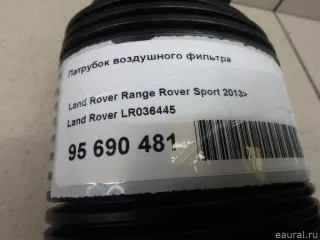 Патрубок воздушного фильтра
Land Rover Range Rover Sport 2013>
Land Rover LR036445
95 690 481
eaural.ru